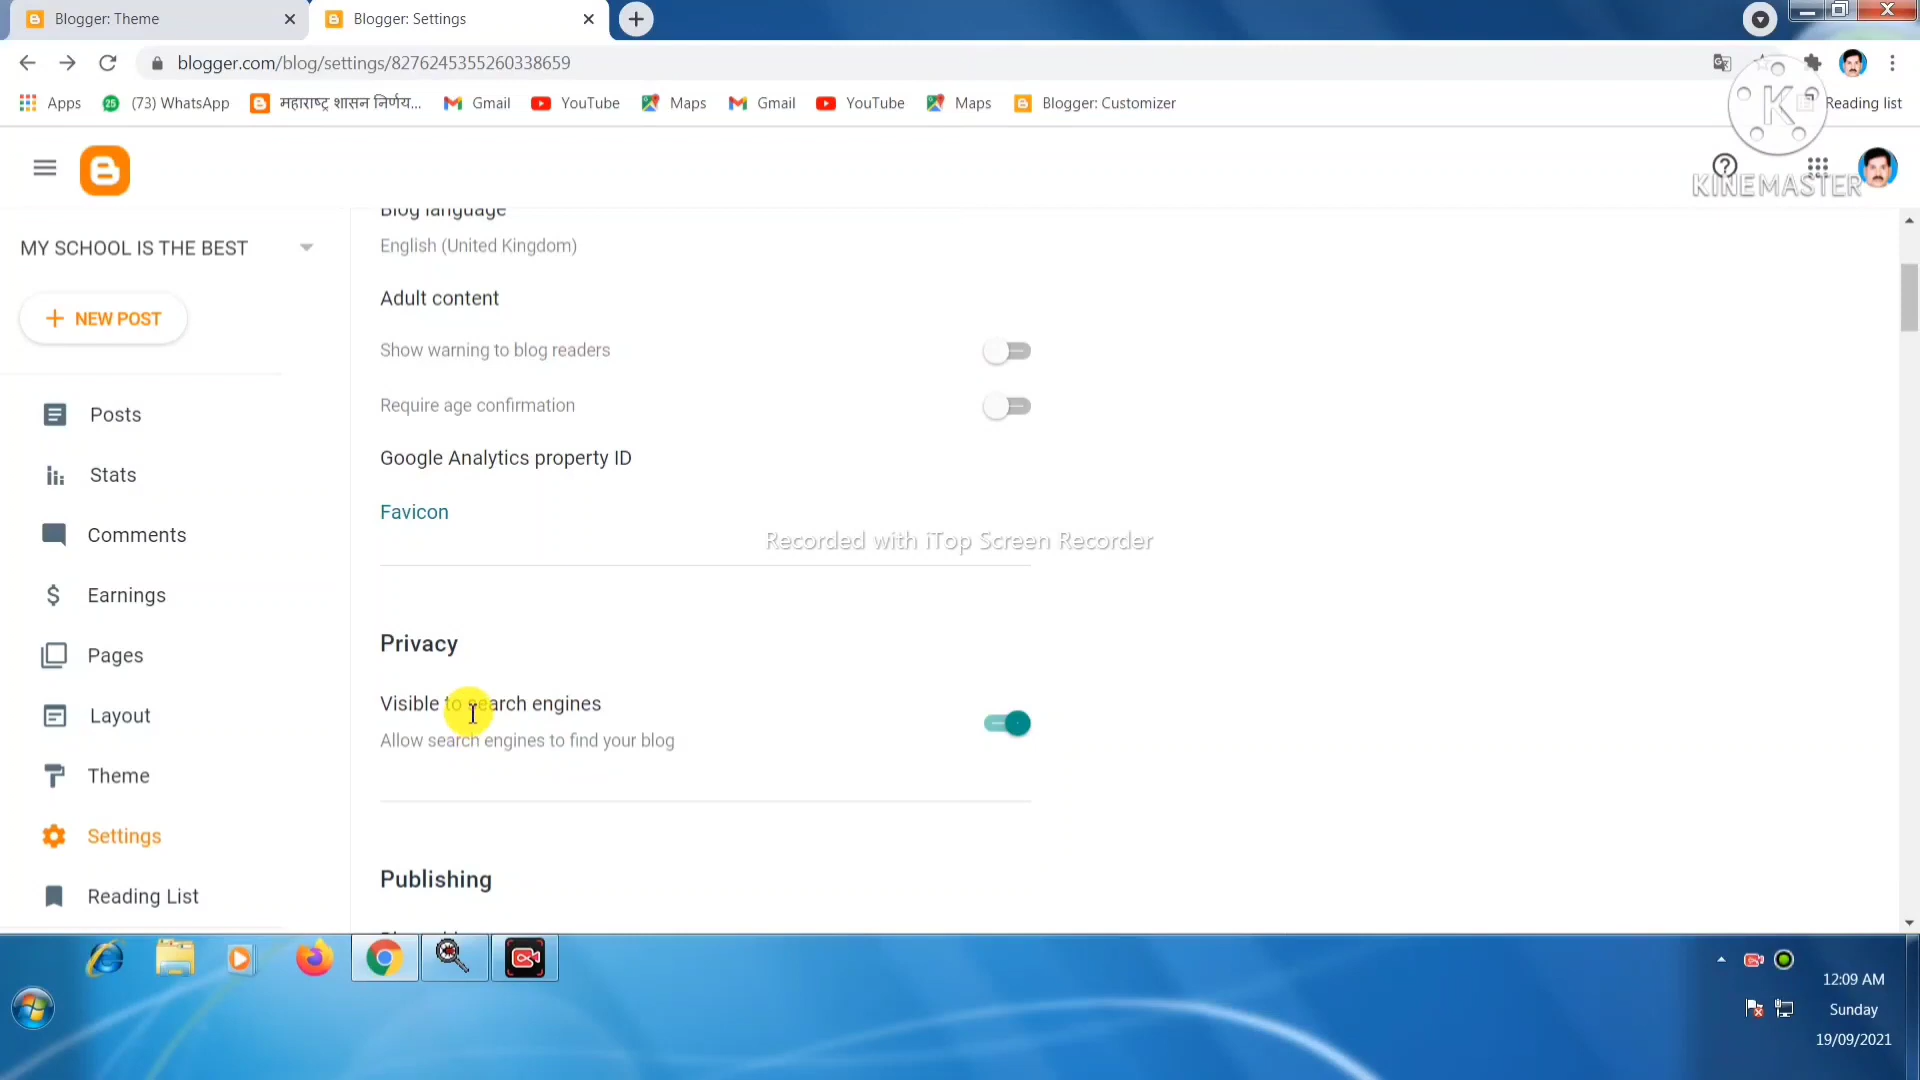 Blogger: Theme
Blogger: Settings
blogger.com/blog/settings/8276245355260338659
Apps
25
(73) WhatsApp
महाराष्ट्र शासन निर्णय...
Gmail
YouTube
Maps
Gmail
YouTube
Maps
Blogger: Customizer
Reading list
K
KINEMASTER
MY SCHOOL IS THE BEST
NEW POST
Posts
Stats
Comments
Earnings
Pages
Layout
Theme
Settings
Reading List
Blog language
English (United Kingdom)
Adult content
Show warning to blog readers
Require age confirmation
Google Analytics property ID
Favicon
Recorded with iTop Screen Recorder
Privacy
Visible to search engines
Allow search engines to find your blog
Publishing
12:09 AM
Sunday
19/09/2021